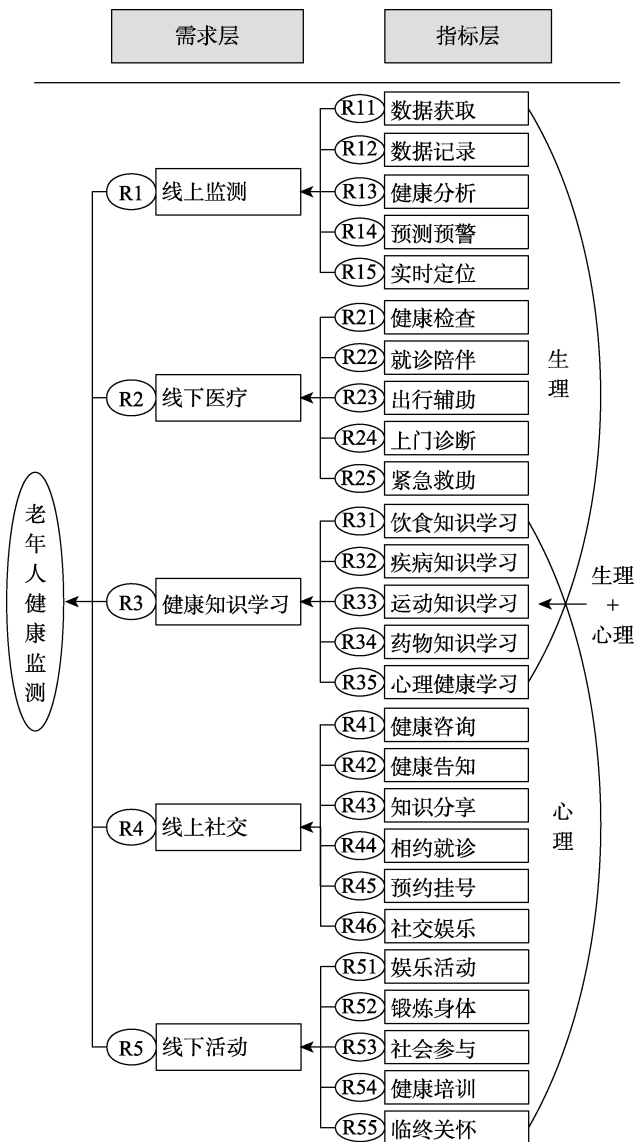 需求层
指标层
老年人健康监测
R1 线上监测
R11 数据获取
R12 数据记录
R13 健康分析
R14 预测预警
R15 实时定位
R2 线下医疗
R21 健康检查
R22 就诊陪伴
R23 出行辅助
R24 上门诊断
R25 紧急救助
R3 健康知识学习
R31 饮食知识学习
R32 疾病知识学习
R33 运动知识学习
R34 药物知识学习
R35 心理健康学习
R4 线上社交
R41 健康咨询
R42 健康告知
R43 知识分享
R44 相约就诊
R45 预约挂号
R46 社交娱乐
R5 线下活动
R51 娱乐活动
R52 锻炼身体
R53 社会参与
R54 健康培训
R55 临终关怀
生理
生理
+
心理
心理